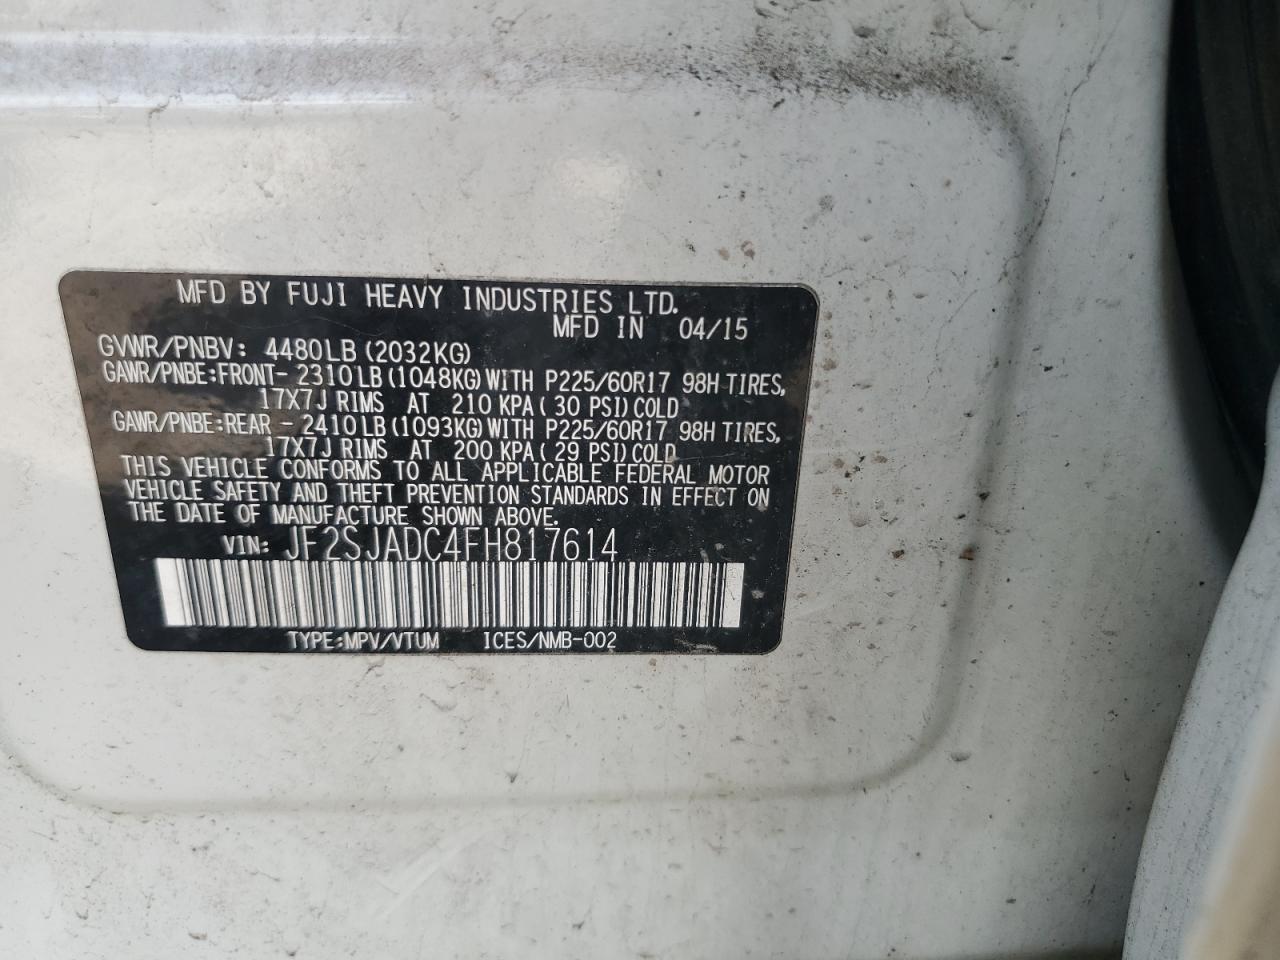 MFD BY FUJI HEAVY INDUSTRIES LTD.
MFD IN 04/15
GVWR/PNBV: 4480LB (2032KG)
GAWR/PNBE:FRONT- 2310LB (1048KG) WITH P225/60R17 98H TIRES,
17X7J RIMS AT 210 KPA ( 30 PSI) COLD
GAWR/PNBE:REAR - 2410LB (1093KG) WITH P225/60R17 98H TIRES,
17X7J RIMS AT 200 KPA ( 29 PSI) COLD
THIS VEHICLE CONFORMS TO ALL APPLICABLE FEDERAL MOTOR
VEHICLE SAFETY AND THEFT PREVENTION STANDARDS IN EFFECT ON
THE DATE OF MANUFACTURE SHOWN ABOVE.
VIN: JF2SJADC4FH817614
TYPE:MPV/VTUM ICES/NMB-002